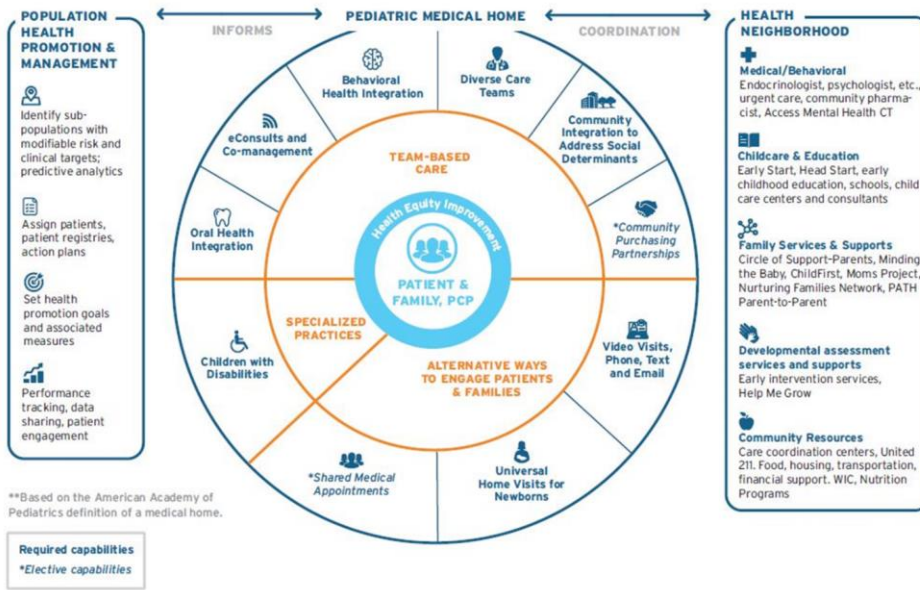 POPULATION
HEALTH
PROMOTION &
MANAGEMENT
Identify sub-
populations with
modifiable risk and
clinical targets;
predictive analytics
Assign patients,
patient registries,
action plans
Set health
promotion goals
and associated
measures
Performance
tracking, data
sharing, patient
engagement
**Based on the American Academy of
Pediatrics definition of a medical home.
Required capabilities
*Elective capabilities
INFORMS
PEDIATRIC MEDICAL HOME
COORDINATION
Behavioral
Health Integration
Diverse Care
Teams
eConsults and
Co-management
Community
Integration to
Address Social
Determinants
Oral Health
Integration
*Community
Purchasing
Partnerships
TEAM-BASED
CARE
Health Equity Improvement
PATIENT &
FAMILY, PCP
SPECIALIZED
PRACTICES
Children with
Disabilities
ALTERNATIVE WAYS
TO ENGAGE PATIENTS
& FAMILIES
Video Visits,
Phone, Text
and Email
*Shared Medical
Appointments
Universal
Home Visits for
Newborns
HEALTH
NEIGHBORHOOD
Medical/Behavioral
Endocrinologist, psychologist, etc.,
urgent care, community pharma-
cist, Access Mental Health CT
Childcare & Education
Early Start, Head Start, early
childhood education, schools, child
care centers and consultants
Family Services & Supports
Circle of Support-Parents, Minding
the Baby, ChildFirst, Moms Project,
Nurturing Families Network, PATH
Parent-to-Parent
Developmental assessment
services and supports
Early intervention services,
Help Me Grow
Community Resources
Care coordination centers, United
211. Food, housing, transportation,
financial support. WIC, Nutrition
Programs